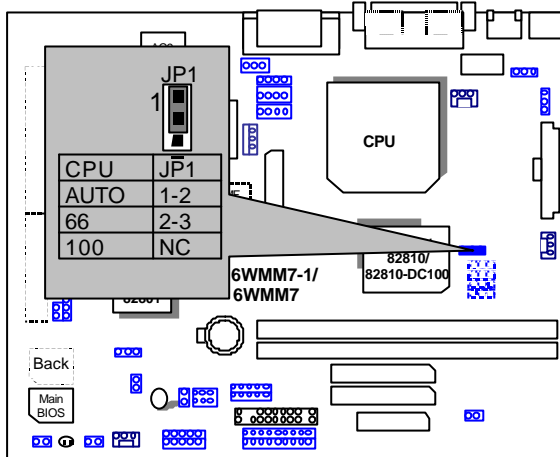 JP1
1
CPU JP1
AUTO 1-2
66 2-3
100 NC
CPU
82810/
82810-DC100
6WMM7-1/
6WMM7
Back
Main
BIOS